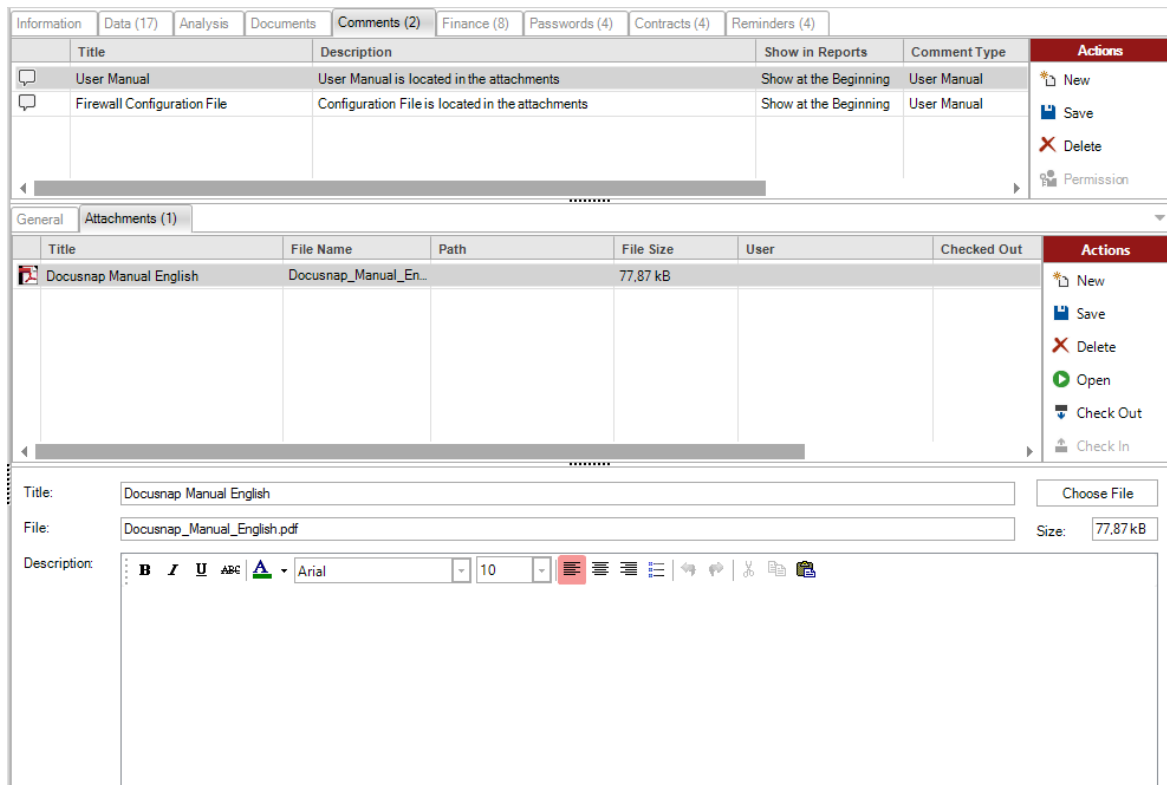 Information Data (17) Analysis Documents Comments (2) Finance (8) Passwords (4) Contracts (4) Reminders (4)
Title Description Show in Reports Comment Type Actions
User Manual User Manual is located in the attachments Show at the Beginning User Manual New
Firewall Configuration File Configuration File is located in the attachments Show at the Beginning User Manual Save
Delete
Permission
General Attachments (1)
Title File Name Path File Size User Checked Out Actions
Docusnap Manual English Docusnap_Manual_En... 77,87 kB New
Save
Delete
Open
Check Out
Check In
Title: Docusnap Manual English Choose File
File: Docusnap_Manual_English.pdf Size: 77,87 kB
Description: B I U ABC A Arial 10